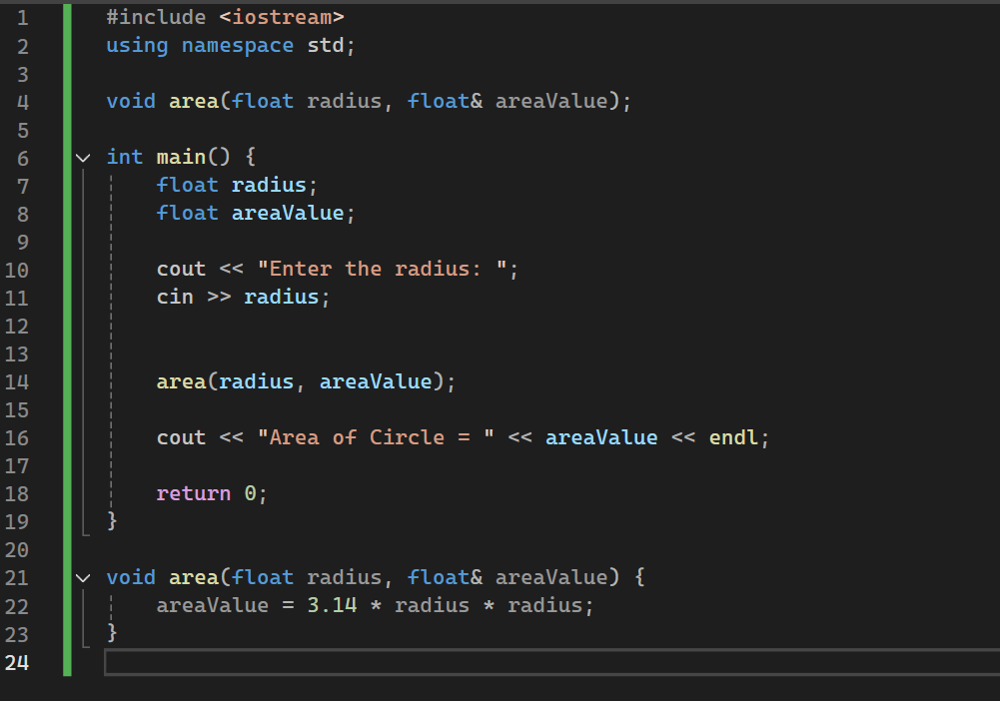 1 #include <iostream>
2 using namespace std;
3
4 void area(float radius, float& areaValue);
5
6 int main() {
7     float radius;
8     float areaValue;
9
10     cout << "Enter the radius: ";
11     cin >> radius;
12
13
14     area(radius, areaValue);
15
16     cout << "Area of Circle = " << areaValue << endl;
17
18     return 0;
19 }
20
21 void area(float radius, float& areaValue) {
22     areaValue = 3.14 * radius * radius;
23 }
24